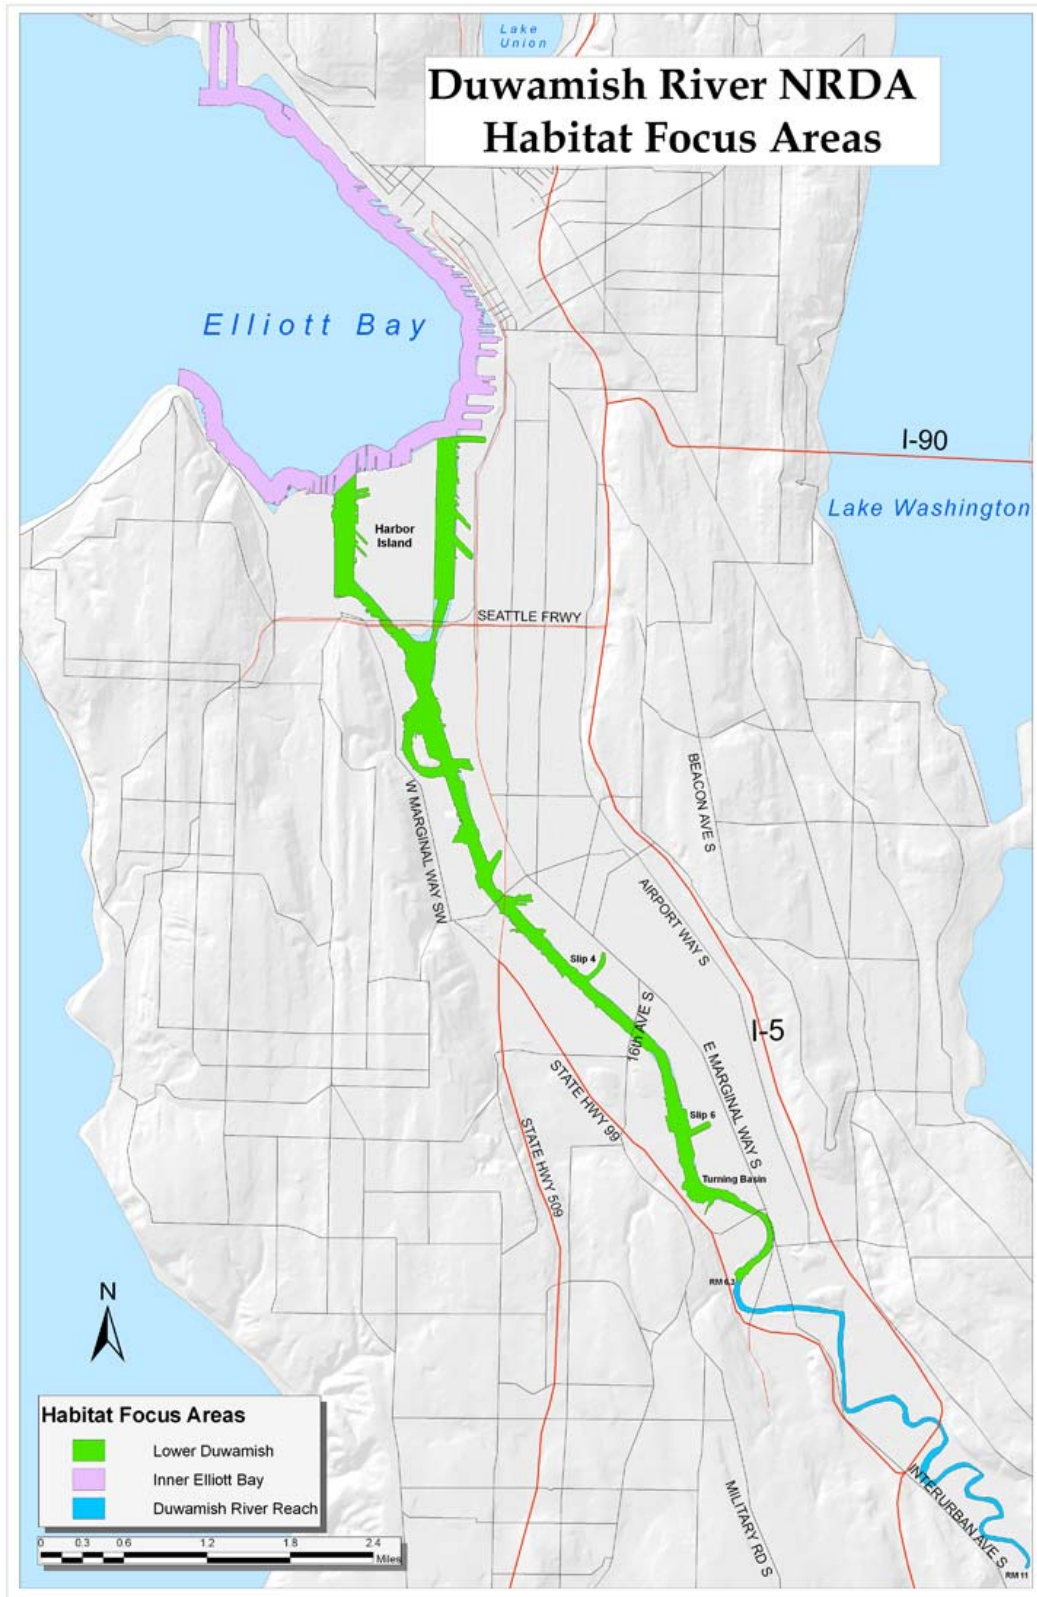 Lake
Union
Duwamish River NRDA
Habitat Focus Areas
Elliott Bay
I-90
Lake Washington
Harbor
Island
SEATTLE FRWY
BEACON AVE S
W MARGINAL WAY SW
AIRPORT WAY S
Slip 4
16th AVE S
I-5
E MARGINAL WAY S
STATE HWY 99
Slip 6
STATE HWY 509
Turning Basin
RM 6.3
N
INTERURBAN AVE S
MILITARY RD S
RM 11
Habitat Focus Areas
Lower Duwamish
Inner Elliott Bay
Duwamish River Reach
0 0.3 0.6 1.2 1.8 2.4
Miles